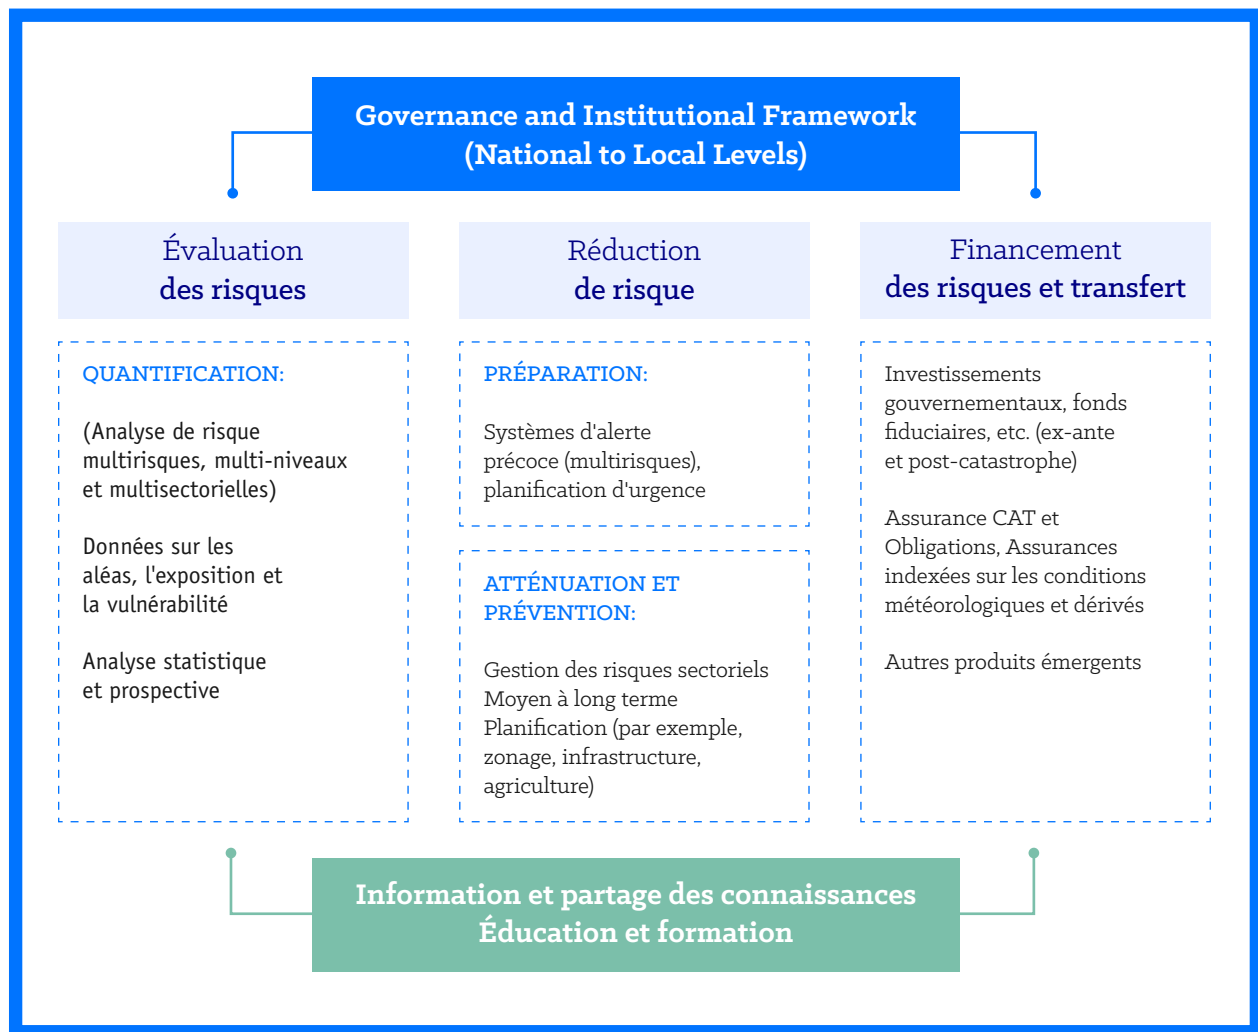 Governance and Institutional Framework
(National to Local Levels)
Évaluation
des risques
QUANTIFICATION:
(Analyse de risque
multirisques, multi-niveaux
et multisectorielles)
Données sur les
aléas, l'exposition et
la vulnérabilité
Analyse statistique
et prospective
Réduction
de risque
PRÉPARATION:
Systèmes d'alerte
précoce (multirisques),
planification d'urgence
ATTÉNUATION ET
PRÉVENTION:
Gestion des risques sectoriels
Moyen à long terme
Planification (par exemple,
zonage, infrastructure,
agriculture)
Financement
des risques et transfert
Investissements
gouvernementaux, fonds
fiduciaires, etc. (ex-ante
et post-catastrophe)
Assurance CAT et
Obligations, Assurances
indexées sur les conditions
météorologiques et dérivés
Autres produits émergents
Information et partage des connaissances
Éducation et formation